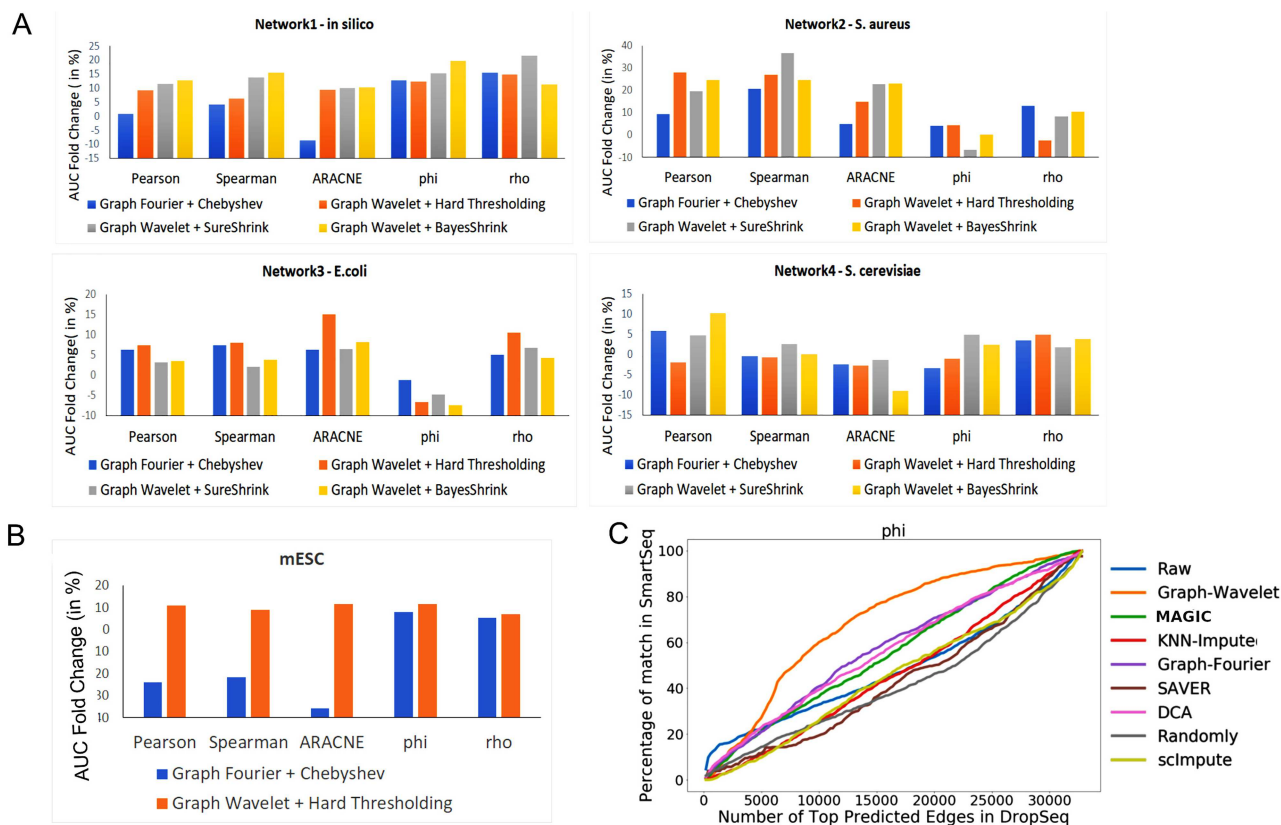 A
Network1 - in silico
AUC Fold Change (in %)
25
20
15
10
5
0
-5
-10
-15
Pearson Spearman ARACNE phi rho
Graph Fourier + Chebyshev Graph Wavelet + Hard Thresholding
Graph Wavelet + SureShrink Graph Wavelet + BayesShrink
Network2 - S. aureus
AUC Fold Change (in %)
40
30
20
10
0
-10
Pearson Spearman ARACNE phi rho
Graph Fourier + Chebyshev Graph Wavelet + Hard Thresholding
Graph Wavelet + SureShrink Graph Wavelet + BayesShrink
Network3 - E.coli
AUC Fold Change( in %)
20
15
10
5
0
-5
-10
Pearson Spearman ARACNE phi rho
Graph Fourier + Chebyshev Graph Wavelet + Hard Thresholding
Graph Wavelet + SureShrink Graph Wavelet + BayesShrink
Network4 - S. cerevisiae
AUC Fold Change (in %)
15
10
5
0
-5
-10
-15
Pearson Spearman ARACNE phi rho
Graph Fourier + Chebyshev Graph Wavelet + Hard Thresholding
Graph Wavelet + SureShrink Graph Wavelet + BayesShrink
B
mESC
AUC Fold Change (in %)
20
10
0
20
30
10
Pearson Spearman ARACNE phi rho
Graph Fourier + Chebyshev
Graph Wavelet + Hard Thresholding
C
phi
Percentage of match in SmartSeq
100
80
60
40
20
0
0 5000 10000 15000 20000 25000 30000
Number of Top Predicted Edges in DropSeq
Raw
Graph-Wavelet
MAGIC
KNN-Impute
Graph-Fourier
SAVER
DCA
Randomly
scImpute